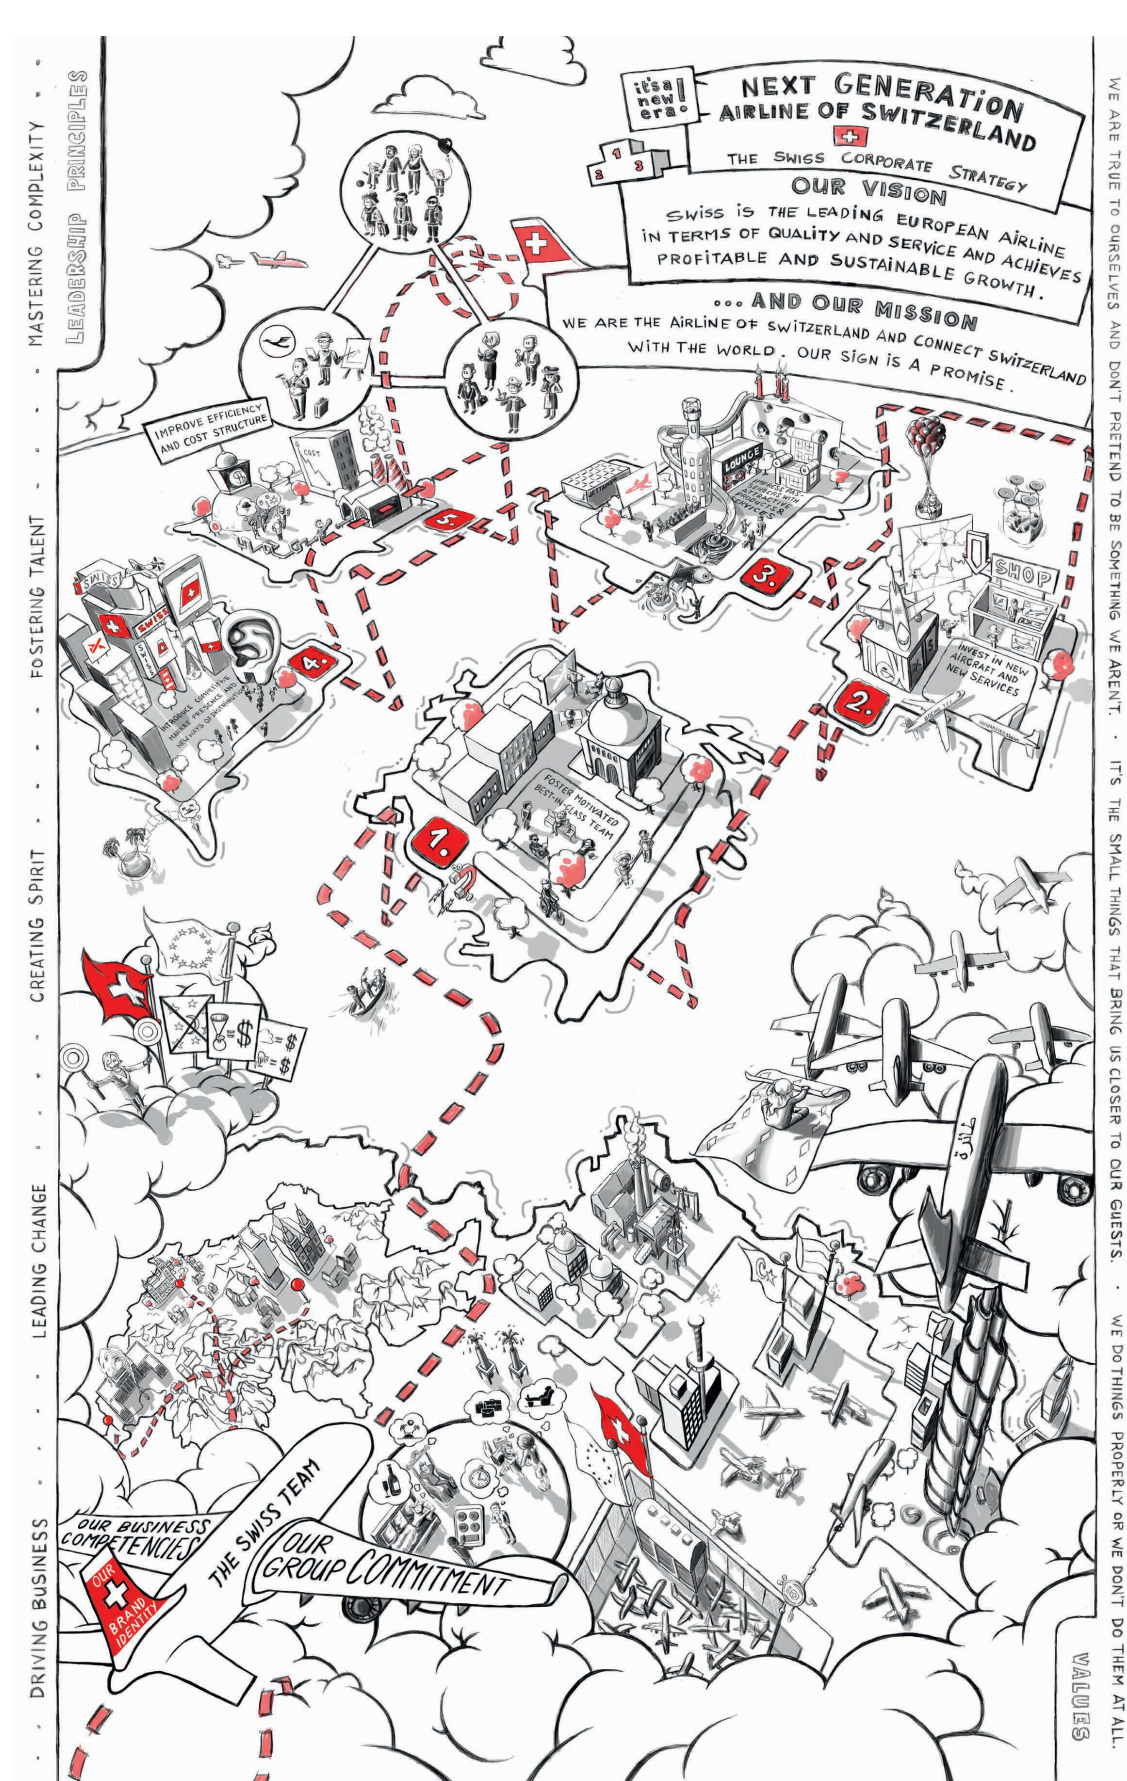 it's a
new
era!
NEXT GENERATION
AIRLINE OF SWITZERLAND
THE SWISS CORPORATE STRATEGY
1
2 3
OUR VISION
SWISS IS THE LEADING EUROPEAN AIRLINE
IN TERMS OF QUALITY AND SERVICE AND ACHIEVES
PROFITABLE AND SUSTAINABLE GROWTH.
...AND OUR MISSION
WE ARE THE AIRLINE OF SWITZERLAND AND CONNECT SWITZERLAND
WITH THE WORLD. OUR SIGN IS A PROMISE.
IMPROVE EFFICIENCY
AND COST STRUCTURE
COST
$
5.
LOUNGE
3.
SHOP
INVEST IN NEW
AIRCRAFT AND
NEW SERVICES
2.
SWISS
SWISS
4.
FOSTER MOTIVATED
BEST-IN-CLASS TEAM
1.
= $
= $
OUR BUSINESS
COMPETENCIES
THE SWISS TEAM
OUR
GROUP COMMITMENT
OUR
BRAND
IDENTITY
LEADERSHIP PRINCIPLES
DRIVING BUSINESS · LEADING CHANGE · CREATING SPIRIT · FOSTERING TALENT · MASTERING COMPLEXITY
WE ARE TRUE TO OURSELVES AND DON'T PRETEND TO BE SOMETHING WE AREN'T. · IT'S THE SMALL THINGS THAT BRING US CLOSER TO OUR GUESTS. · WE DO THINGS PROPERLY OR WE DON'T DO THEM AT ALL.
VALUES